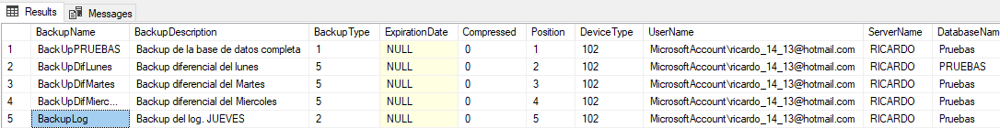 Results Messages
BackupName BackupDescription BackupType ExpirationDate Compressed Position DeviceType UserName ServerName DatabaseName
1 BackUpPRUEBAS Backup de la base de datos completa 1 NULL 0 1 102 MicrosoftAccount\ricardo_14_13@hotmail.com RICARDO Pruebas
2 BackUpDifLunes Backup diferencial del lunes 5 NULL 0 2 102 MicrosoftAccount\ricardo_14_13@hotmail.com RICARDO PRUEBAS
3 BackUpDifMartes Backup diferencial del Martes 5 NULL 0 3 102 MicrosoftAccount\ricardo_14_13@hotmail.com RICARDO Pruebas
4 BackUpDifMierc... Backup diferencial del Miercoles 5 NULL 0 4 102 MicrosoftAccount\ricardo_14_13@hotmail.com RICARDO Pruebas
5 BackupLog Backup del log. JUEVES 2 NULL 0 5 102 MicrosoftAccount\ricardo_14_13@hotmail.com RICARDO Pruebas